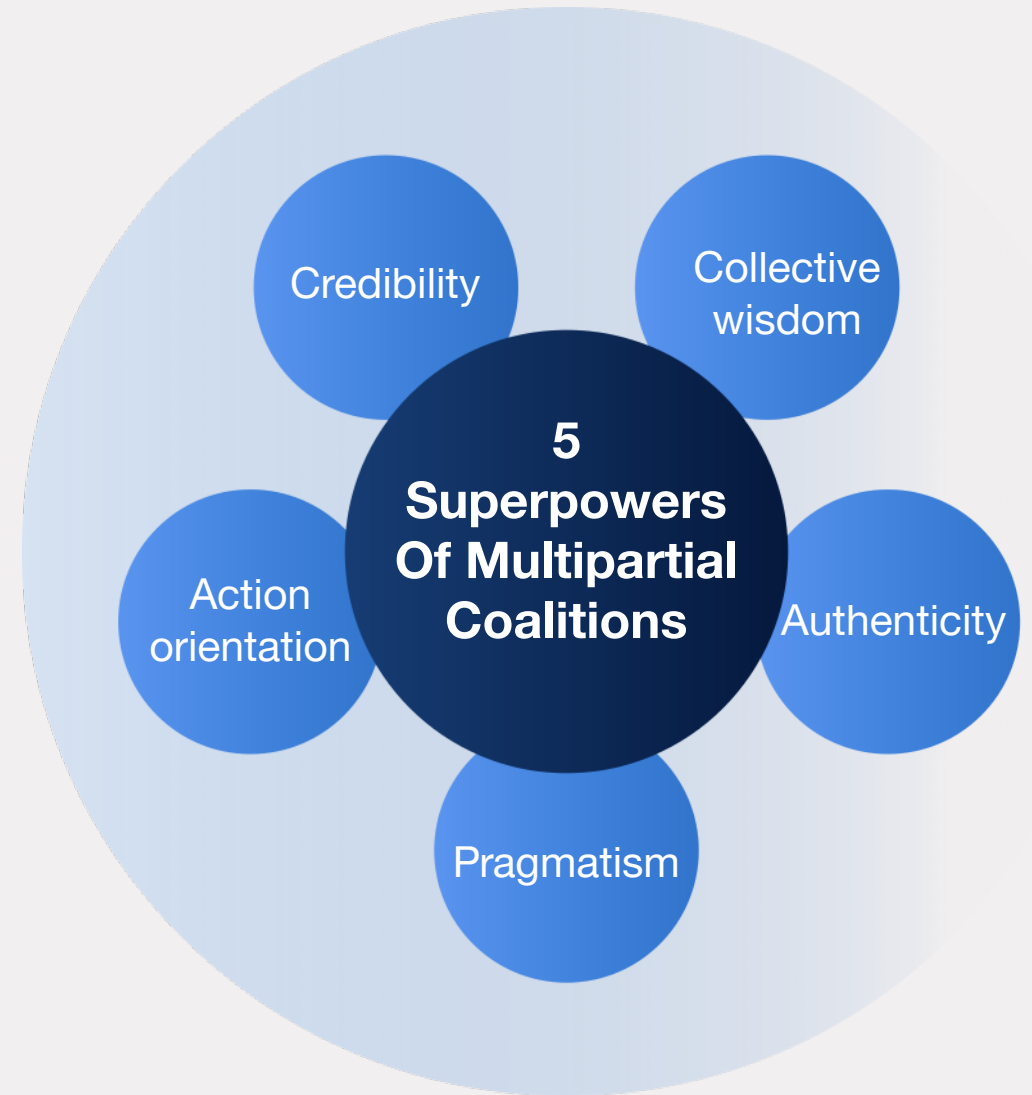 Credibility
Collective
wisdom
5
Superpowers
Of Multipartial
Coalitions
Action
orientation
Authenticity
Pragmatism